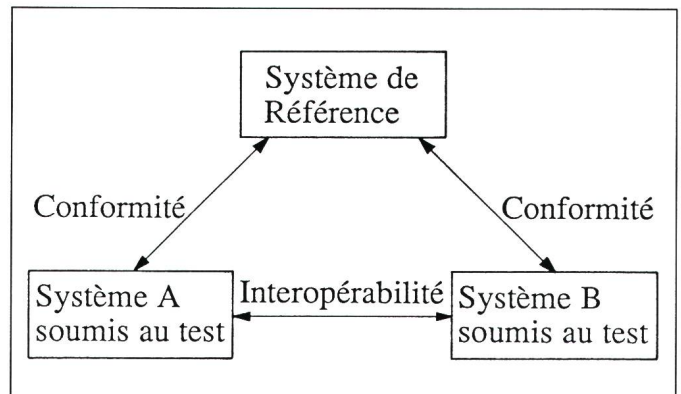 Système de
Référence
Conformité
Conformité
Système A
soumis au test
Interopérabilité
Système B
soumis au test